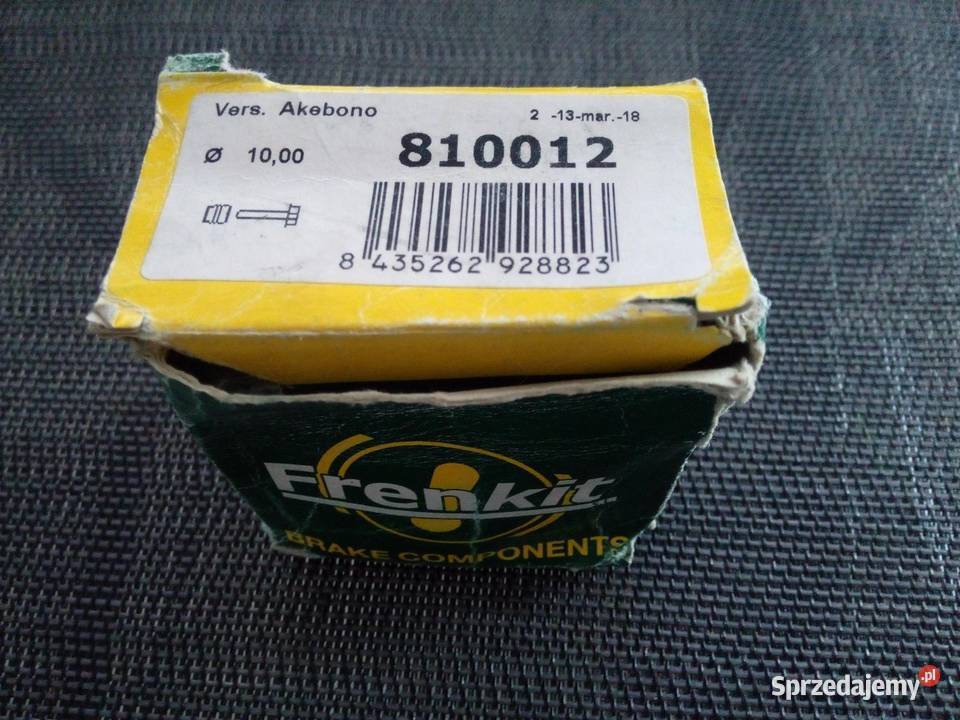 Vers. Akebono 2 -13-mar.-18
Ø 10,00 810012
8 435262 928823
Frenkit
BRAKE COMPONENTS
Sprzedajemy.pl